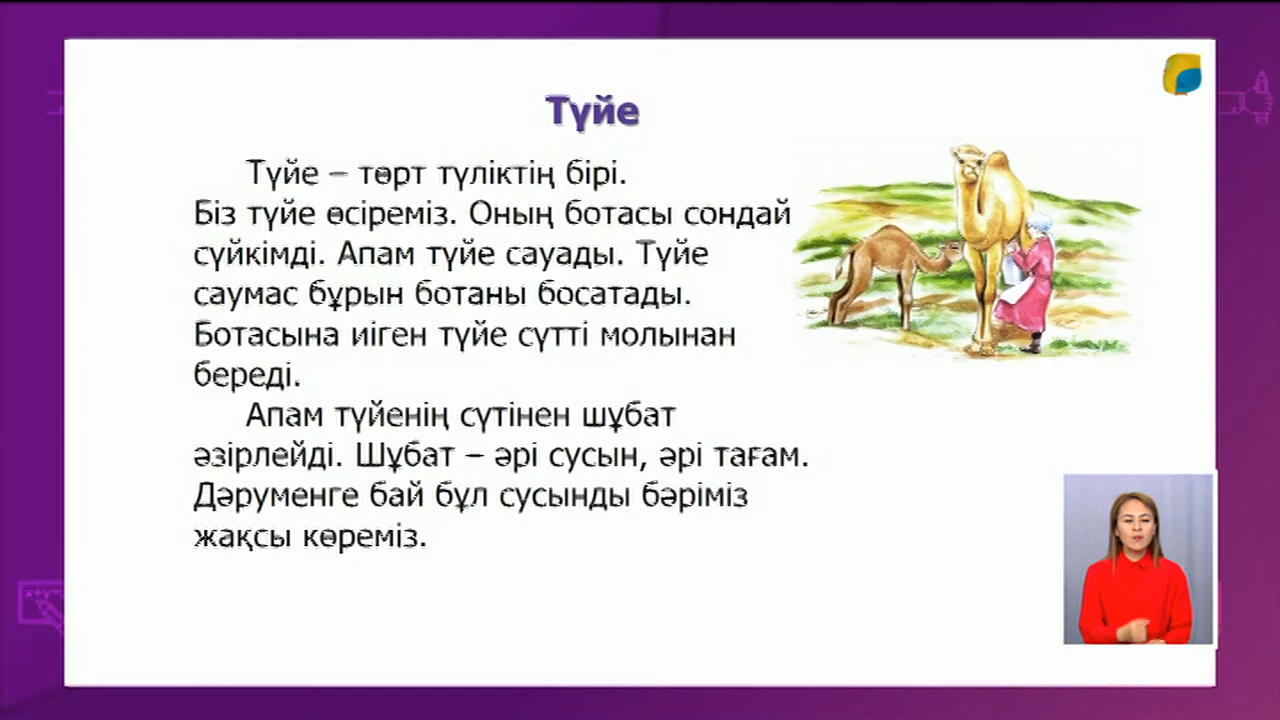 Түйе
Түйе – төрт түліктің бірі.
Біз түйе өсіреміз. Оның ботасы сондай
сүйкімді. Апам түйе сауады. Түйе
саумас бұрын ботаны босатады.
Ботасына иіген түйе сүтті молынан
береді.
Апам түйенің сүтінен шұбат
әзірлейді. Шұбат – әрі сусын, әрі тағам.
Дәруменге бай бұл сусынды бәріміз
жақсы көреміз.